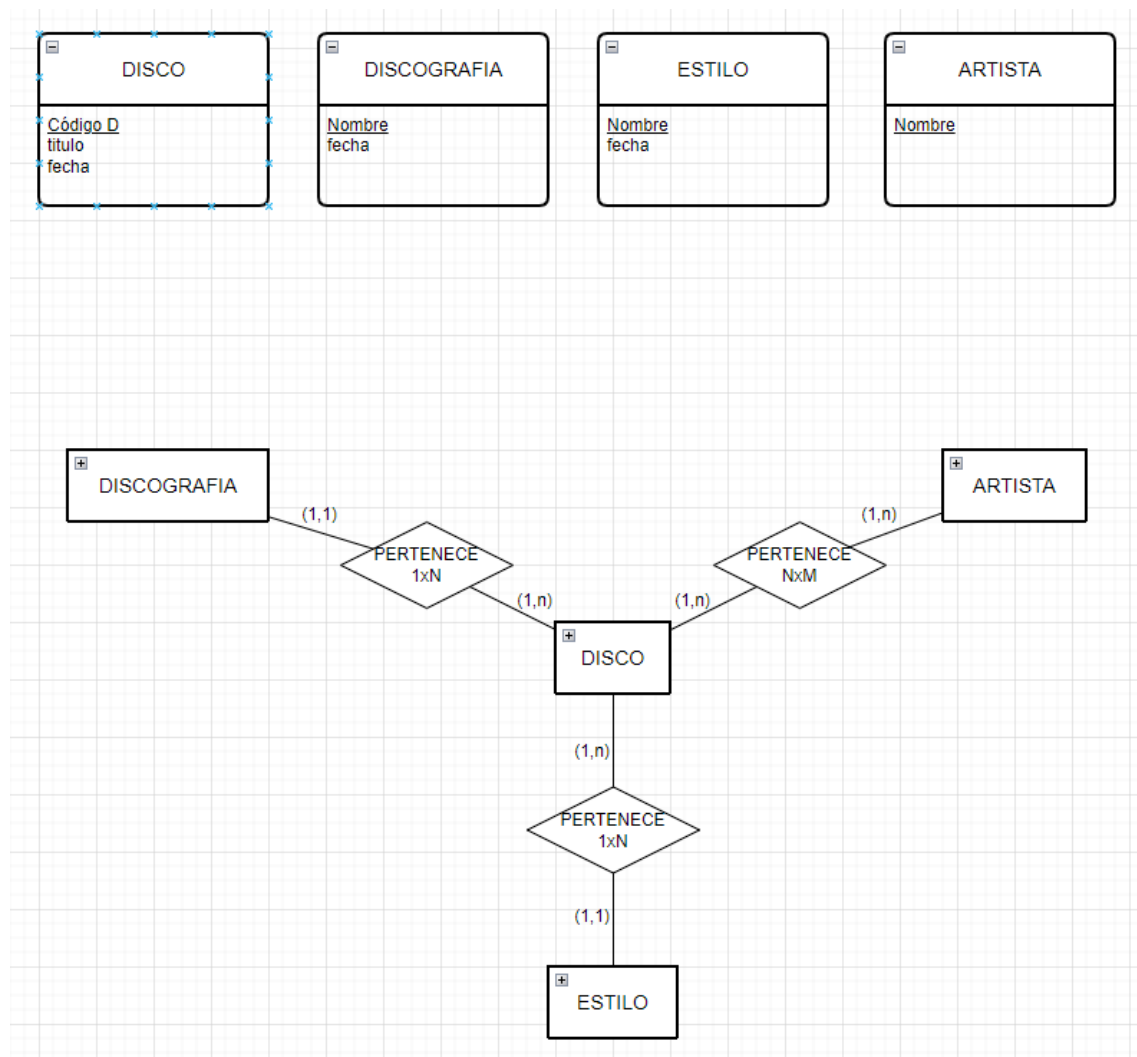 DISCO
Código D
titulo
fecha
DISCOGRAFIA
Nombre
fecha
ESTILO
Nombre
fecha
ARTISTA
Nombre
DISCOGRAFIA
ARTISTA
(1,1)
(1,n)
PERTENECE
1xN
PERTENECE
NxM
(1,n)
(1,n)
DISCO
(1,n)
PERTENECE
1xN
(1,1)
ESTILO